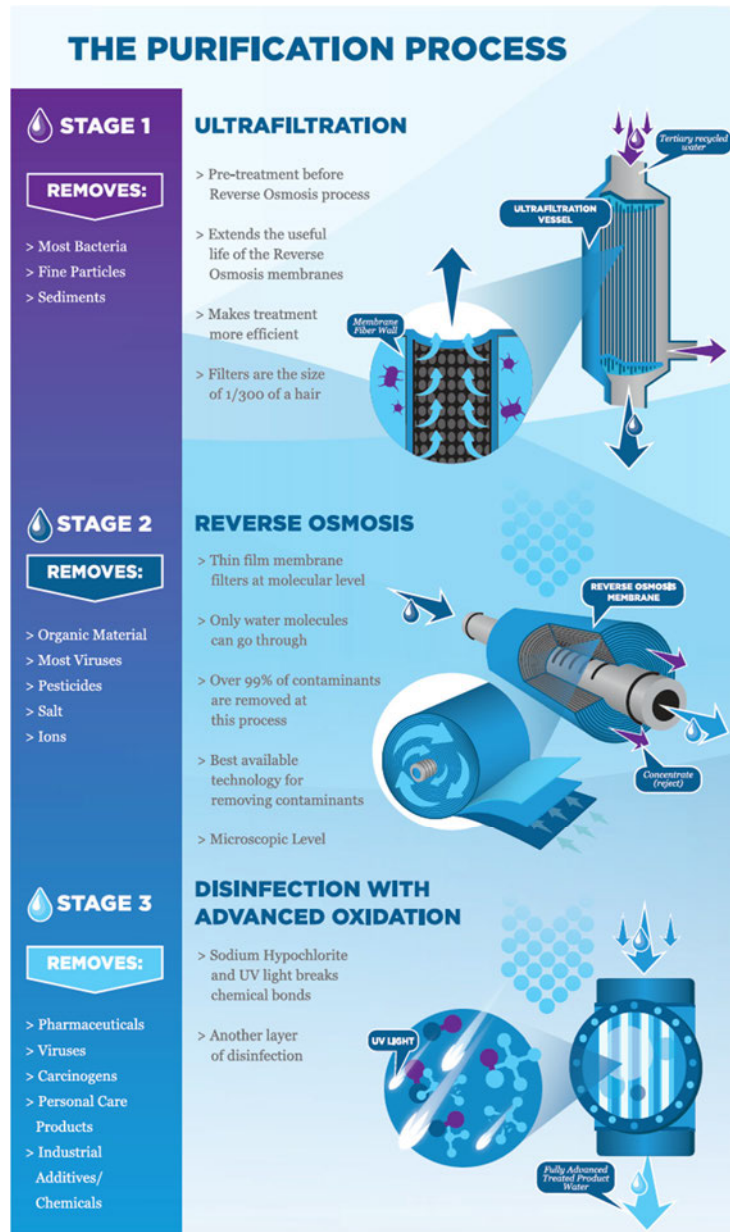 THE PURIFICATION PROCESS
STAGE 1
REMOVES:
> Most Bacteria
> Fine Particles
> Sediments
ULTRAFILTRATION
> Pre-treatment before
Reverse Osmosis process
> Extends the useful
life of the Reverse
Osmosis membranes
> Makes treatment
more efficient
> Filters are the size
of 1/300 of a hair
Tertiary recycled
water
ULTRAFILTRATION
VESSEL
Membrane
Fiber Wall
STAGE 2
REMOVES:
> Organic Material
> Most Viruses
> Pesticides
> Salt
> Ions
REVERSE OSMOSIS
> Thin film membrane
filters at molecular level
> Only water molecules
can go through
> Over 99% of contaminants
are removed at
this process
> Best available
technology for
removing contaminants
> Microscopic Level
REVERSE OSMOSIS
MEMBRANE
Concentrate
(reject)
STAGE 3
REMOVES:
> Pharmaceuticals
> Viruses
> Carcinogens
> Personal Care
Products
> Industrial
Additives/
Chemicals
DISINFECTION WITH
ADVANCED OXIDATION
> Sodium Hypochlorite
and UV light breaks
chemical bonds
> Another layer
of disinfection
UV LIGHT
Fully Advanced
Treated Product
Water